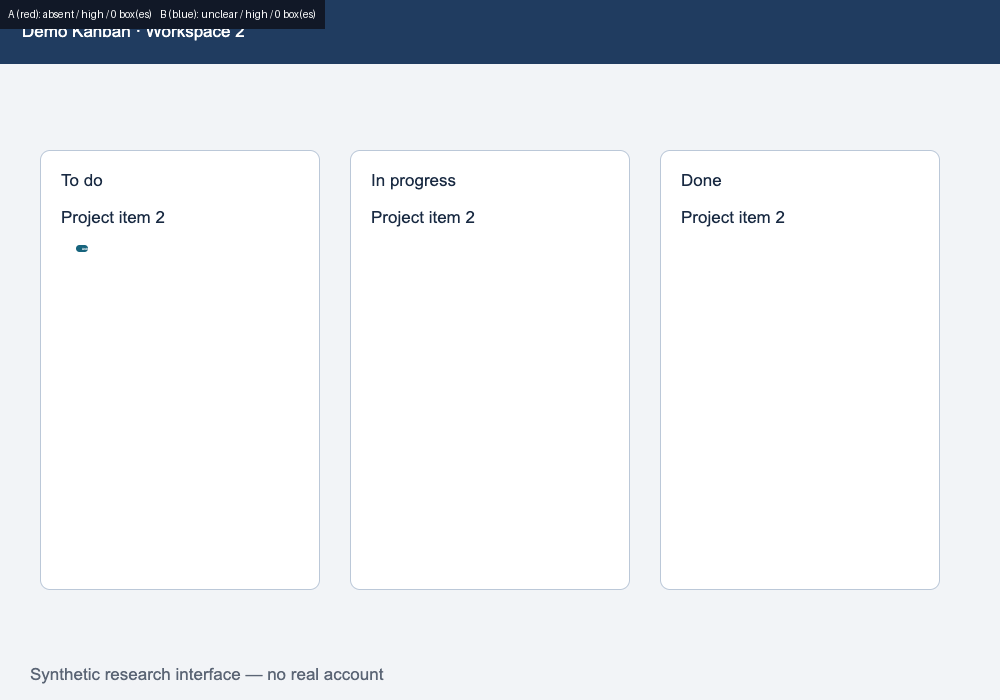 A (red): absent / high / 0 box(es)   B (blue): unclear / high / 0 box(es)
Demo Kanban · Workspace 2
To do
Project item 2
In progress
Project item 2
Done
Project item 2
Synthetic research interface — no real account